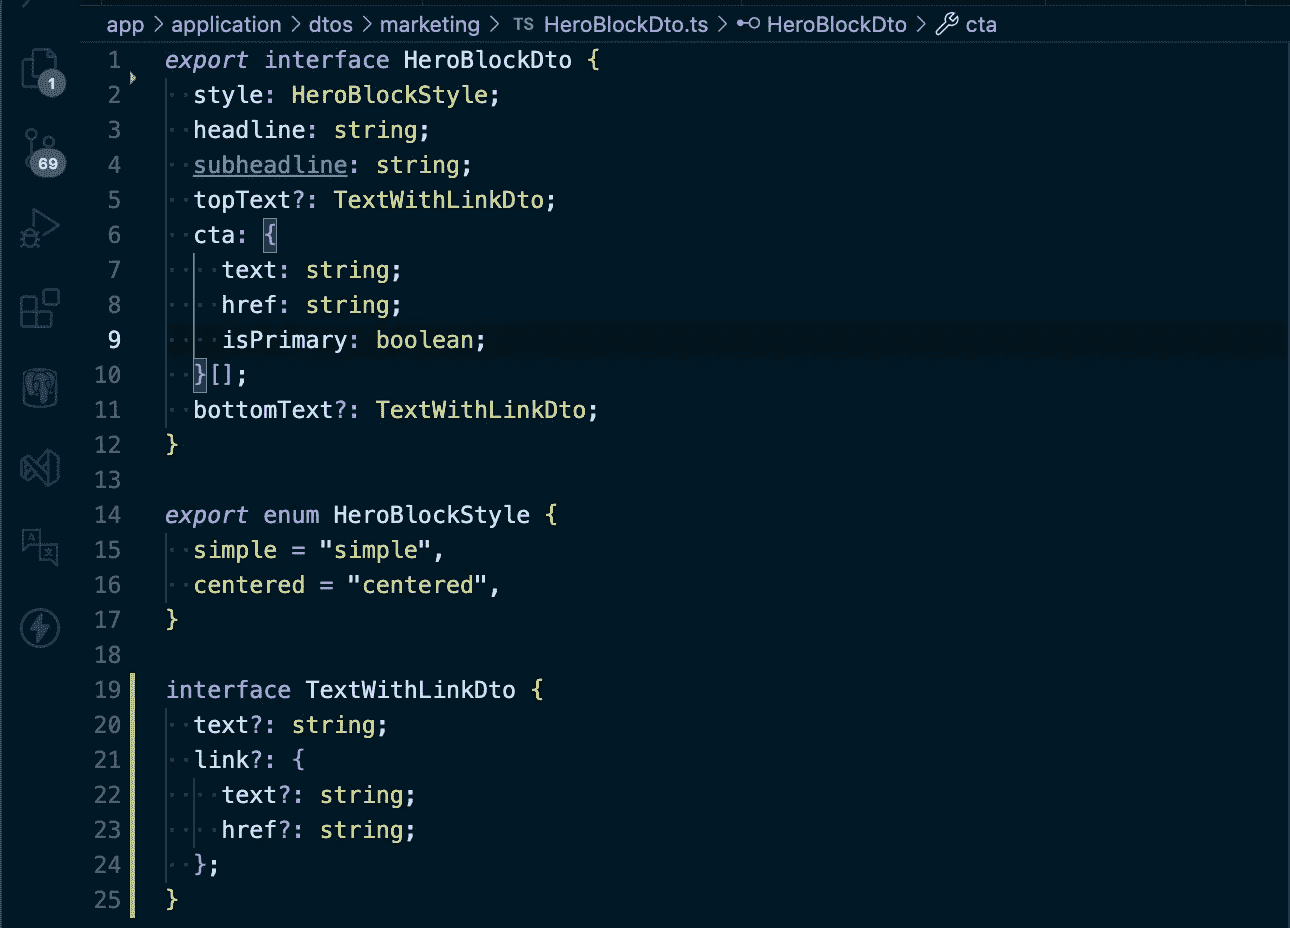 app > application > dtos > marketing > TS HeroBlockDto.ts > HeroBlockDto > cta
1 export interface HeroBlockDto {
2 style: HeroBlockStyle;
3 headline: string;
4 subheadline: string;
5 topText?: TextWithLinkDto;
6 cta: {
7 text: string;
8 href: string;
9 isPrimary: boolean;
10 }[];
11 bottomText?: TextWithLinkDto;
12 }
13
14 export enum HeroBlockStyle {
15 simple = "simple",
16 centered = "centered",
17 }
18
19 interface TextWithLinkDto {
20 text?: string;
21 link?: {
22 text?: string;
23 href?: string;
24 };
25 }
1
69
A 文